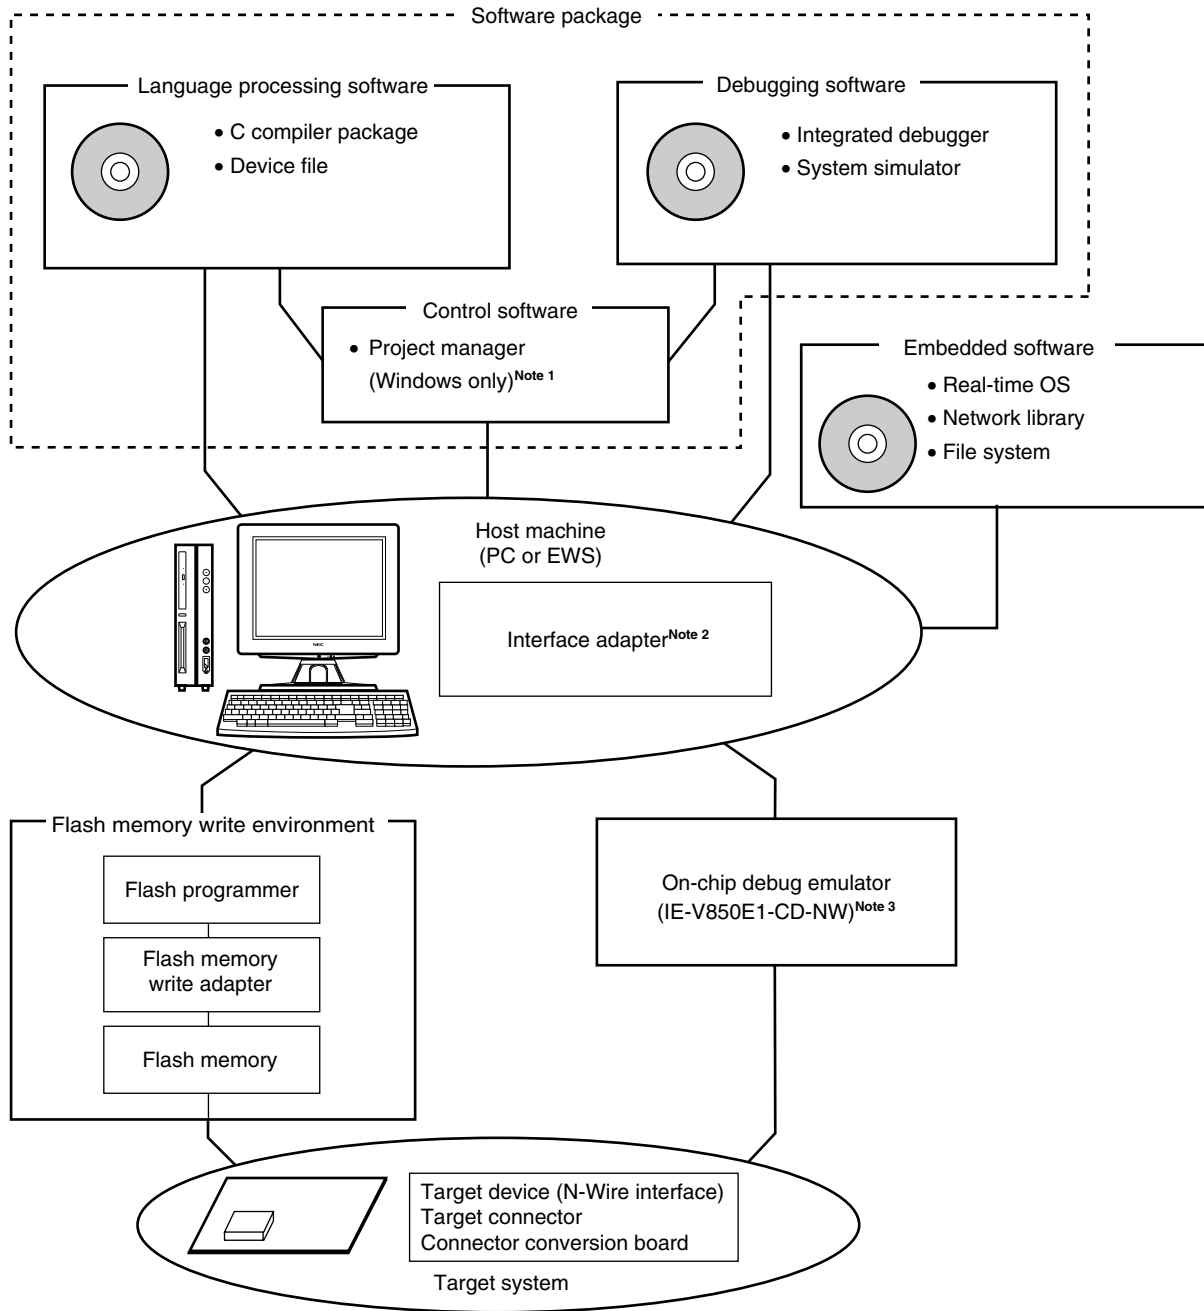 Software package
Language processing software
• C compiler package
• Device file
Debugging software
• Integrated debugger
• System simulator
Control software
• Project manager
(Windows only)Note 1
Embedded software
• Real-time OS
• Network library
• File system
Host machine
(PC or EWS)
Interface adapterNote 2
NEC
Flash memory write environment
Flash programmer
Flash memory
write adapter
Flash memory
On-chip debug emulator
(IE-V850E1-CD-NW)Note 3
Target device (N-Wire interface)
Target connector
Connector conversion board
Target system